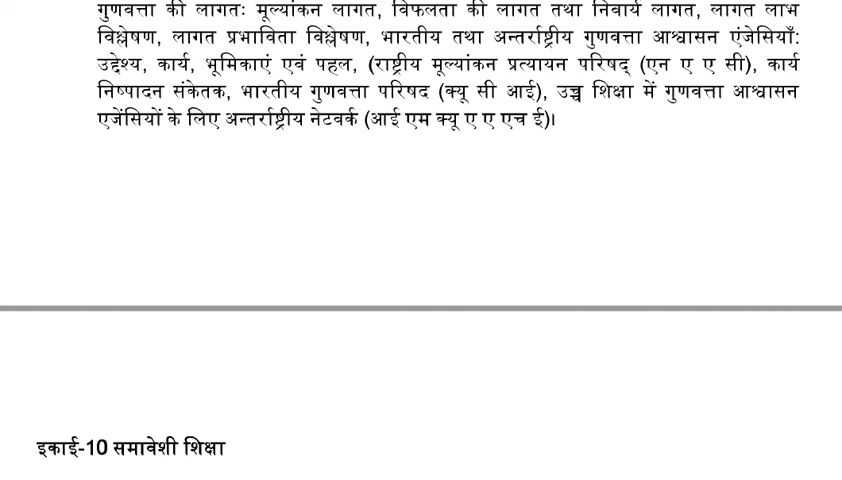 गुणवत्ता की लागतः मूल्यांकन लागत, विफलता की लागत तथा निवार्य लागत, लागत लाभ
विश्लेषण, लागत प्रभाविता विश्लेषण, भारतीय तथा अन्तर्राष्ट्रीय गुणवत्ता आश्वासन एंजेसियाँ:
उद्देश्य, कार्य, भूमिकाएं एवं पहल, (राष्ट्रीय मूल्यांकन प्रत्यायन परिषद् (एन ए ए सी), कार्य
निष्पादन संकेतक, भारतीय गुणवत्ता परिषद (क्यू सी आई), उच्च शिक्षा में गुणवत्ता आश्वासन
एजेंसियों के लिए अन्तर्राष्ट्रीय नेटवर्क (आई एम क्यू ए ए एच ई)।
इकाई-10 समावेशी शिक्षा